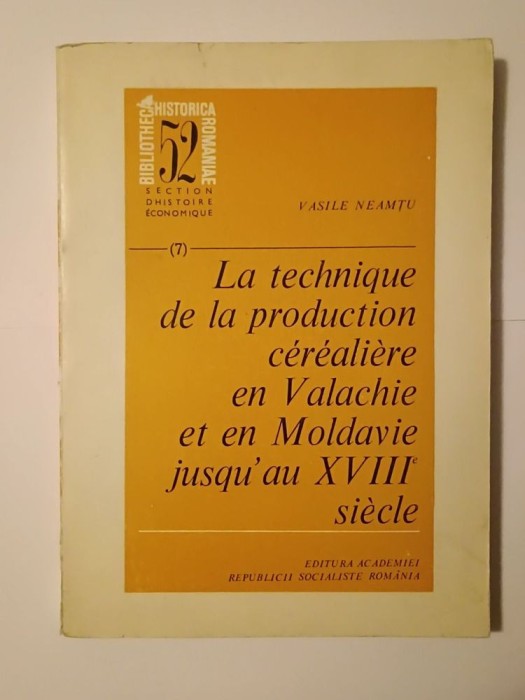 BIBLIOTHECA
HISTORICA
ROMANIAE
52
SECTION
D'HISTOIRE
ÉCONOMIQUE
VASILE NEAMŢU
(7)
La technique
de la production
céréalière
en Valachie
et en Moldavie
jusqu'au XVIIIe
siècle
EDITURA ACADEMIEI
REPUBLICII SOCIALISTE ROMÂNIA